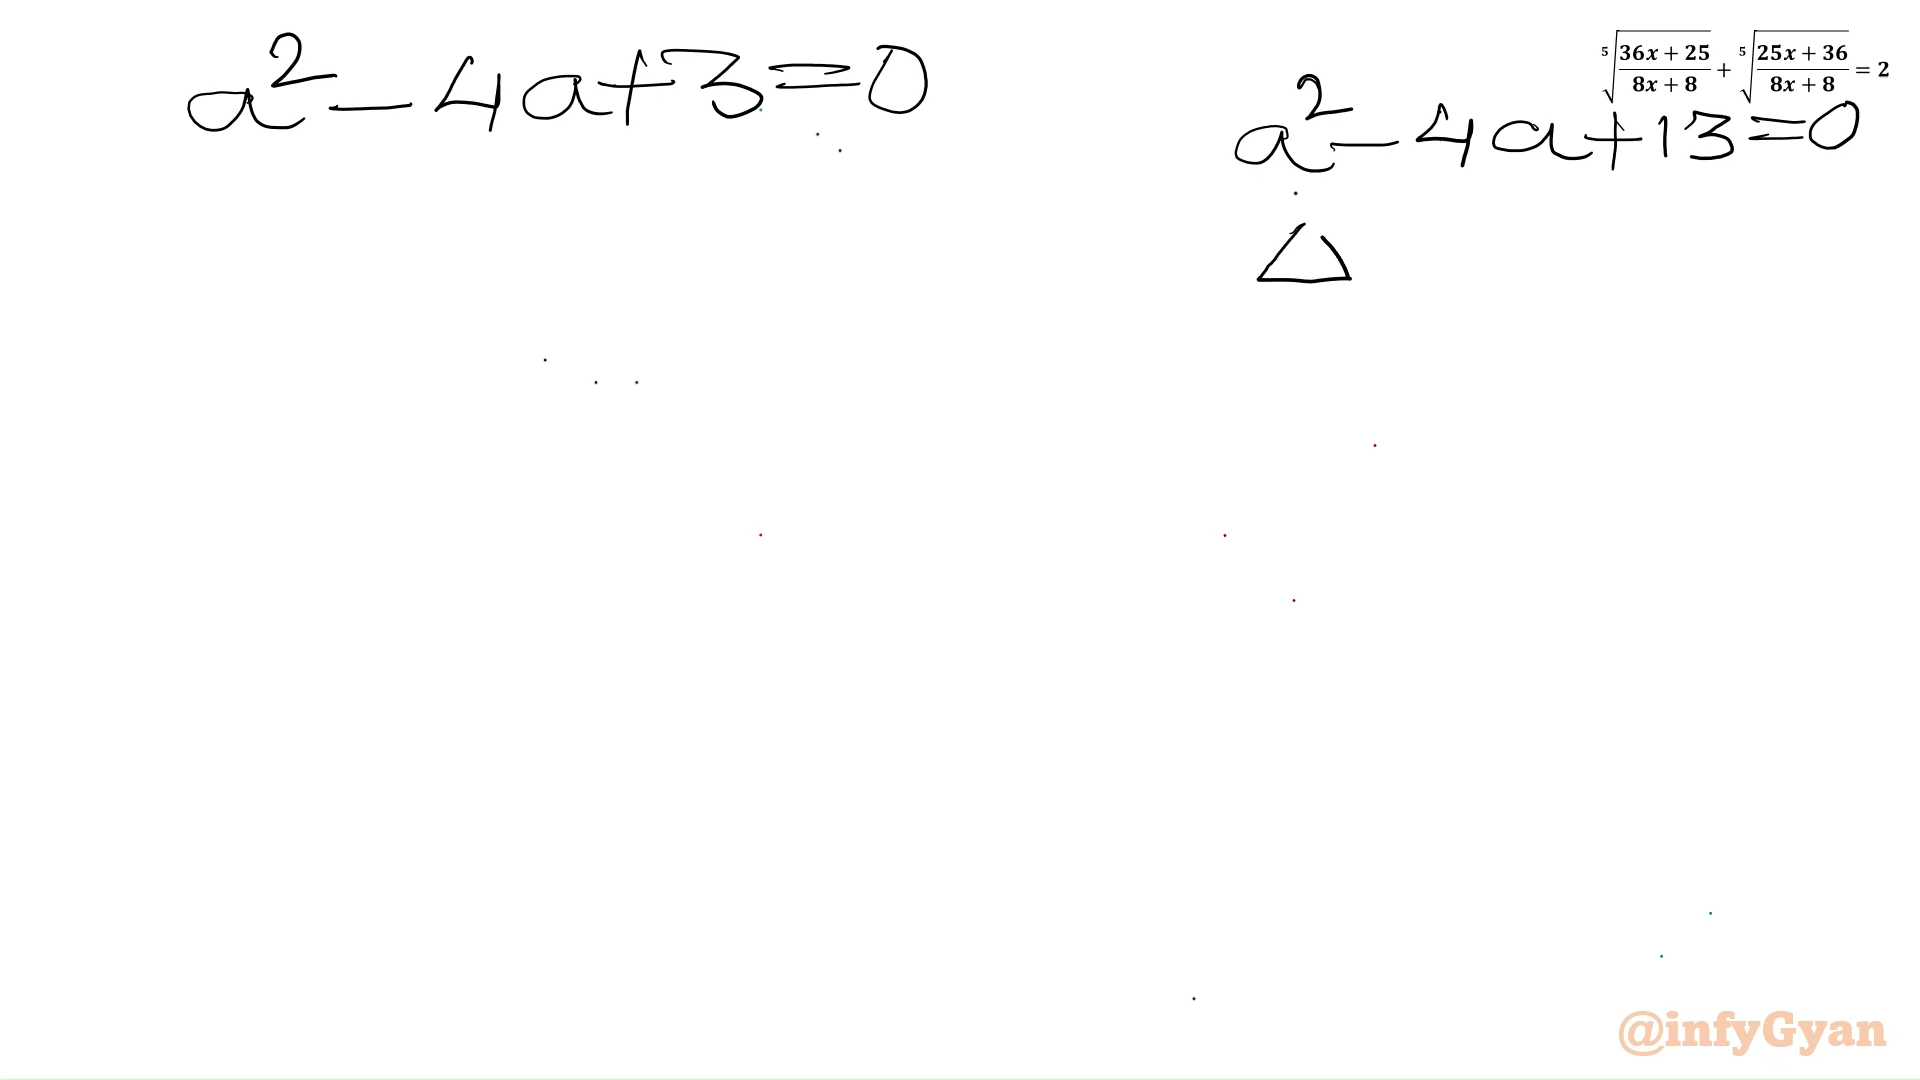 a² - 4a + 3 = 0
⁵√((36x + 25)/(8x + 8)) + ⁵√((25x + 36)/(8x + 8)) = 2
a² - 4a + 13 = 0
Δ
@infyGyan